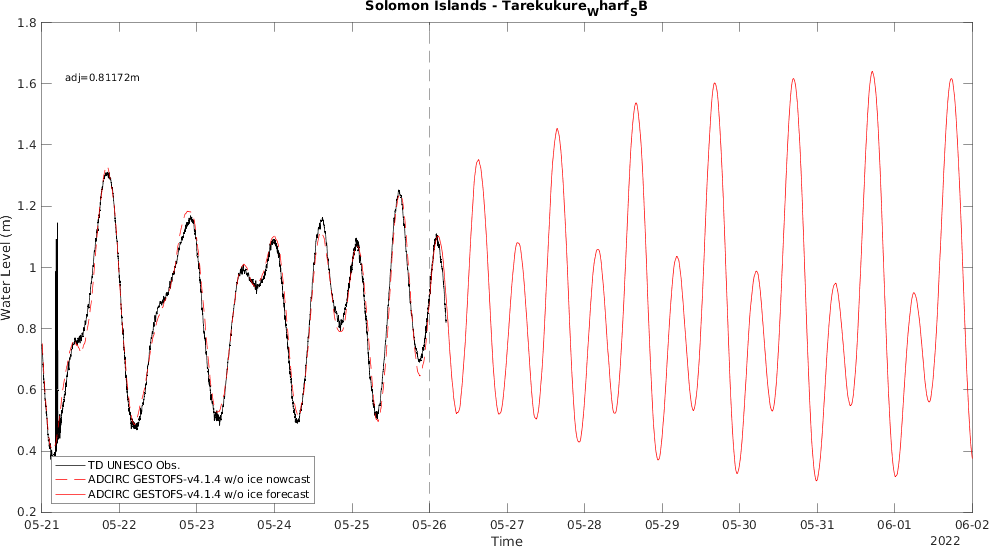 Solomon Islands - Tarekukure_Wharf_SB
1.8
1.6
1.4
1.2
1
0.8
0.6
0.4
0.2
Water Level (m)
adj=0.81172m
TD UNESCO Obs.
ADCIRC GESTOFS-v4.1.4 w/o ice nowcast
ADCIRC GESTOFS-v4.1.4 w/o ice forecast
05-21 05-22 05-23 05-24 05-25 05-26 05-27 05-28 05-29 05-30 05-31 06-01 06-02
Time
2022